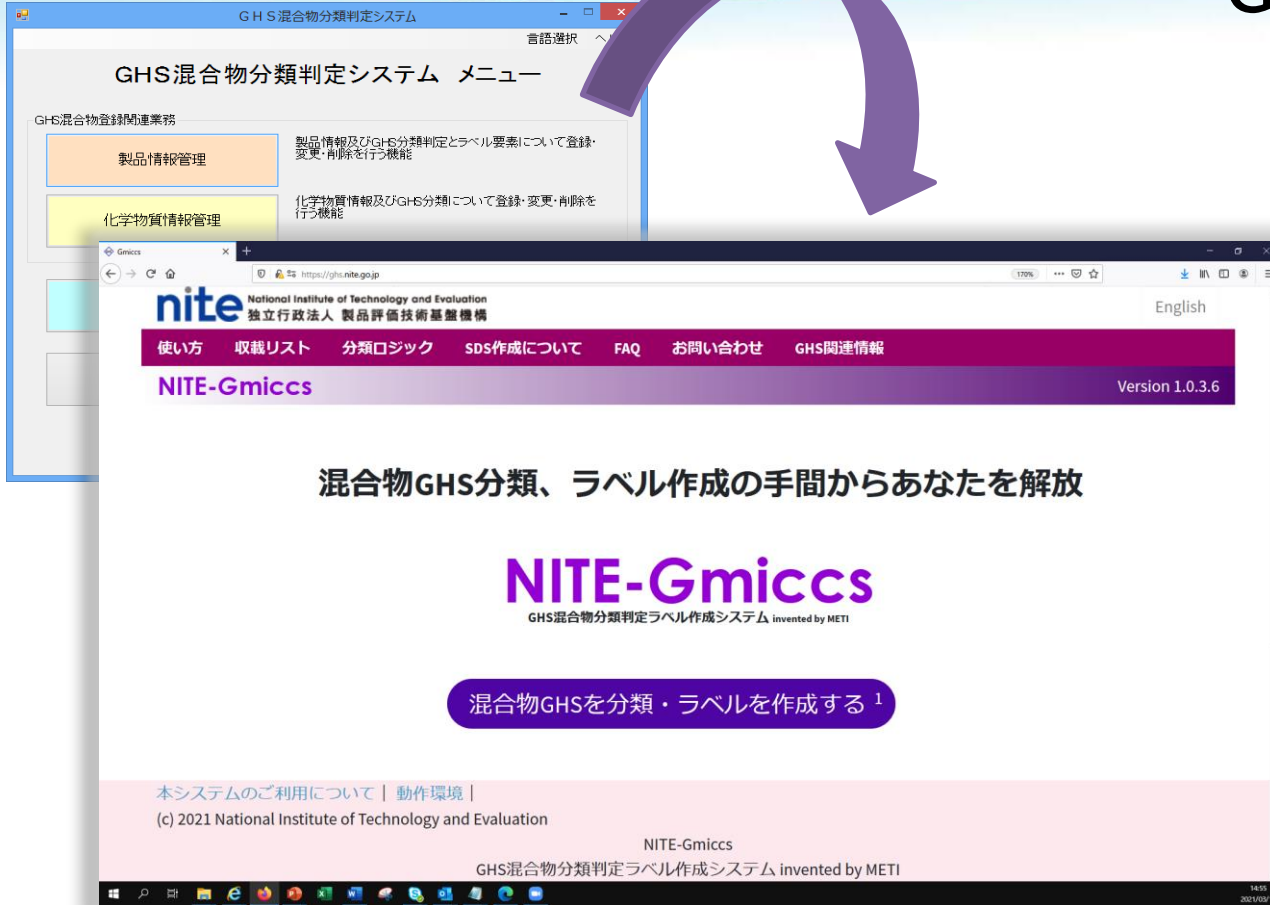 G
GHS混合物分類判定システム
言語選択
GHS混合物分類判定システム メニュー
GHS混合物登録関連業務
製品情報管理
製品情報及びGHS分類判定とラベル要素について登録・
変更・削除を行う機能
化学物質情報管理
化学物質情報及びGHS分類について登録・変更・削除を
行う機能
Gmiccs
https://ghs.nite.go.jp
170%
nite National Institute of Technology and Evaluation
独立行政法人 製品評価技術基盤機構
English
使い方 収載リスト 分類ロジック SDS作成について FAQ お問い合わせ GHS関連情報
NITE-Gmiccs
Version 1.0.3.6
混合物GHS分類、ラベル作成の手間からあなたを解放
NITE-Gmiccs
GHS混合物分類判定ラベル作成システム invented by METI
混合物GHSを分類・ラベルを作成する 1
本システムのご利用について | 動作環境 |
(c) 2021 National Institute of Technology and Evaluation
NITE-Gmiccs
GHS混合物分類判定ラベル作成システム invented by METI
14:55
2021/03/